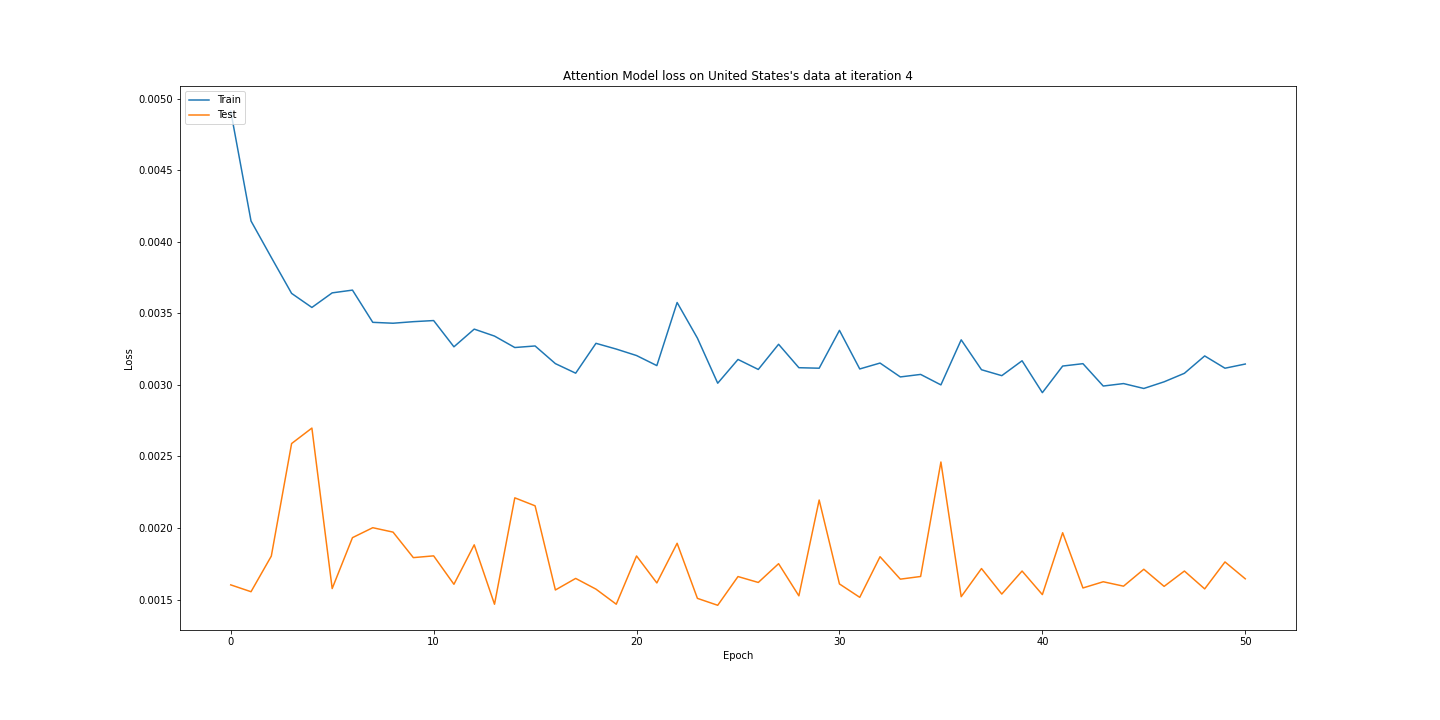 Attention Model loss on United States's data at iteration 4
Train
Test
0.0050
0.0045
0.0040
0.0035
0.0030
0.0025
0.0020
0.0015
Loss
0 10 20 30 40 50
Epoch